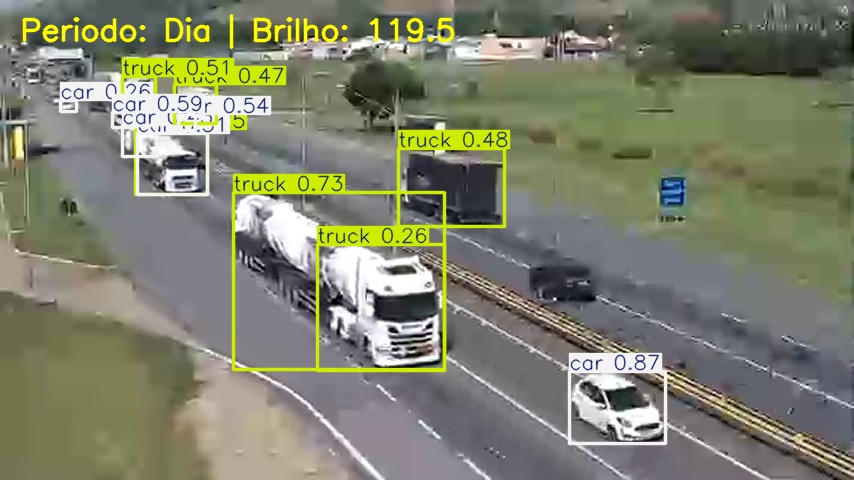 Periodo: Dia | Brilho: 119.5
truck 0.51
truck 0.47
car 0.26
car 0.59
r 0.54
truck 0.48
truck 0.73
truck 0.26
car 0.87